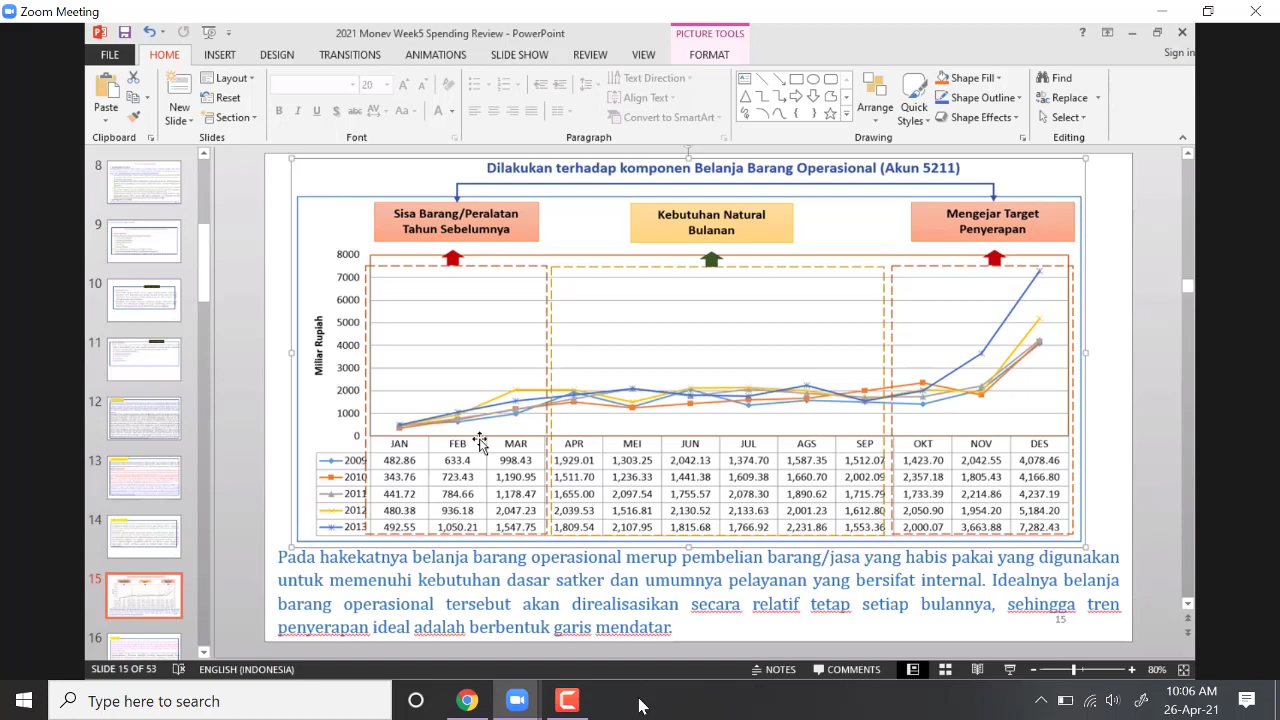 Zoom Meeting
2021 Monev Week5 Spending Review - PowerPoint
PICTURE TOOLS
FILE HOME INSERT DESIGN TRANSITIONS ANIMATIONS SLIDE SHOW REVIEW VIEW FORMAT
Sign in
Paste
New Slide
Layout
Reset
Section
20
Text Direction
Align Text
Convert to SmartArt
Arrange
Quick Styles
Shape Fill
Shape Outline
Shape Effects
Find
Replace
Select
Clipboard Slides Font Paragraph Drawing Editing
8
9
10
11
12
13
14
15
16
Dilakukan terhadap komponen Belanja Barang Operasional (Akun 5211)
Sisa Barang/Peralatan
Tahun Sebelumnya
Kebutuhan Natural
Bulanan
Mengejar Target
Penyerapan
Miliar Rupiah
8000
7000
6000
5000
4000
3000
2000
1000
0
JAN FEB MAR APR MEI JUN JUL AGS SEP OKT NOV DES
2009 482.86 633.4 998.43 1,929.01 1,303.25 2,042.13 1,374.70 1,587.35 1,512.07 1,423.70 2,042.55 4,078.46
2010 343.76 723.43 1,190.95 1,511.70 1,236.33 1,441.38 1,609.38 1,660.70 2,002.09 2,357.18 1,805.43 4,166.80
2011 441.72 784.66 1,178.47 1,655.00 2,097.54 1,755.57 2,078.30 1,890.62 1,715.79 1,733.39 2,214.86 4,237.19
2012 480.38 936.18 2,047.23 2,039.53 1,516.81 2,130.52 2,133.63 2,001.23 1,612.80 2,050.90 1,954.20 5,184.20
2013 492.55 1,050.21 1,547.75 1,809.54 2,107.95 1,815.68 1,766.92 2,231.86 1,553.36 2,000.07 3,663.88 7,282.43
Pada hakekatnya belanja barang operasional merup pembelian barang/jasa yang habis pakai yang digunakan
untuk memenuhi kebutuhan dasar satker dan umumnya pelayanan yang bersifat internal. Idealnya belanja
barang operasional tersebut akan direalisasikan secara relatif tetap setiap bulannya, sehingga tren
penyerapan ideal adalah berbentuk garis mendatar.
15
SLIDE 15 OF 53 ENGLISH (INDONESIA) NOTES COMMENTS 80%
Type here to search
10:06 AM
26-Apr-21